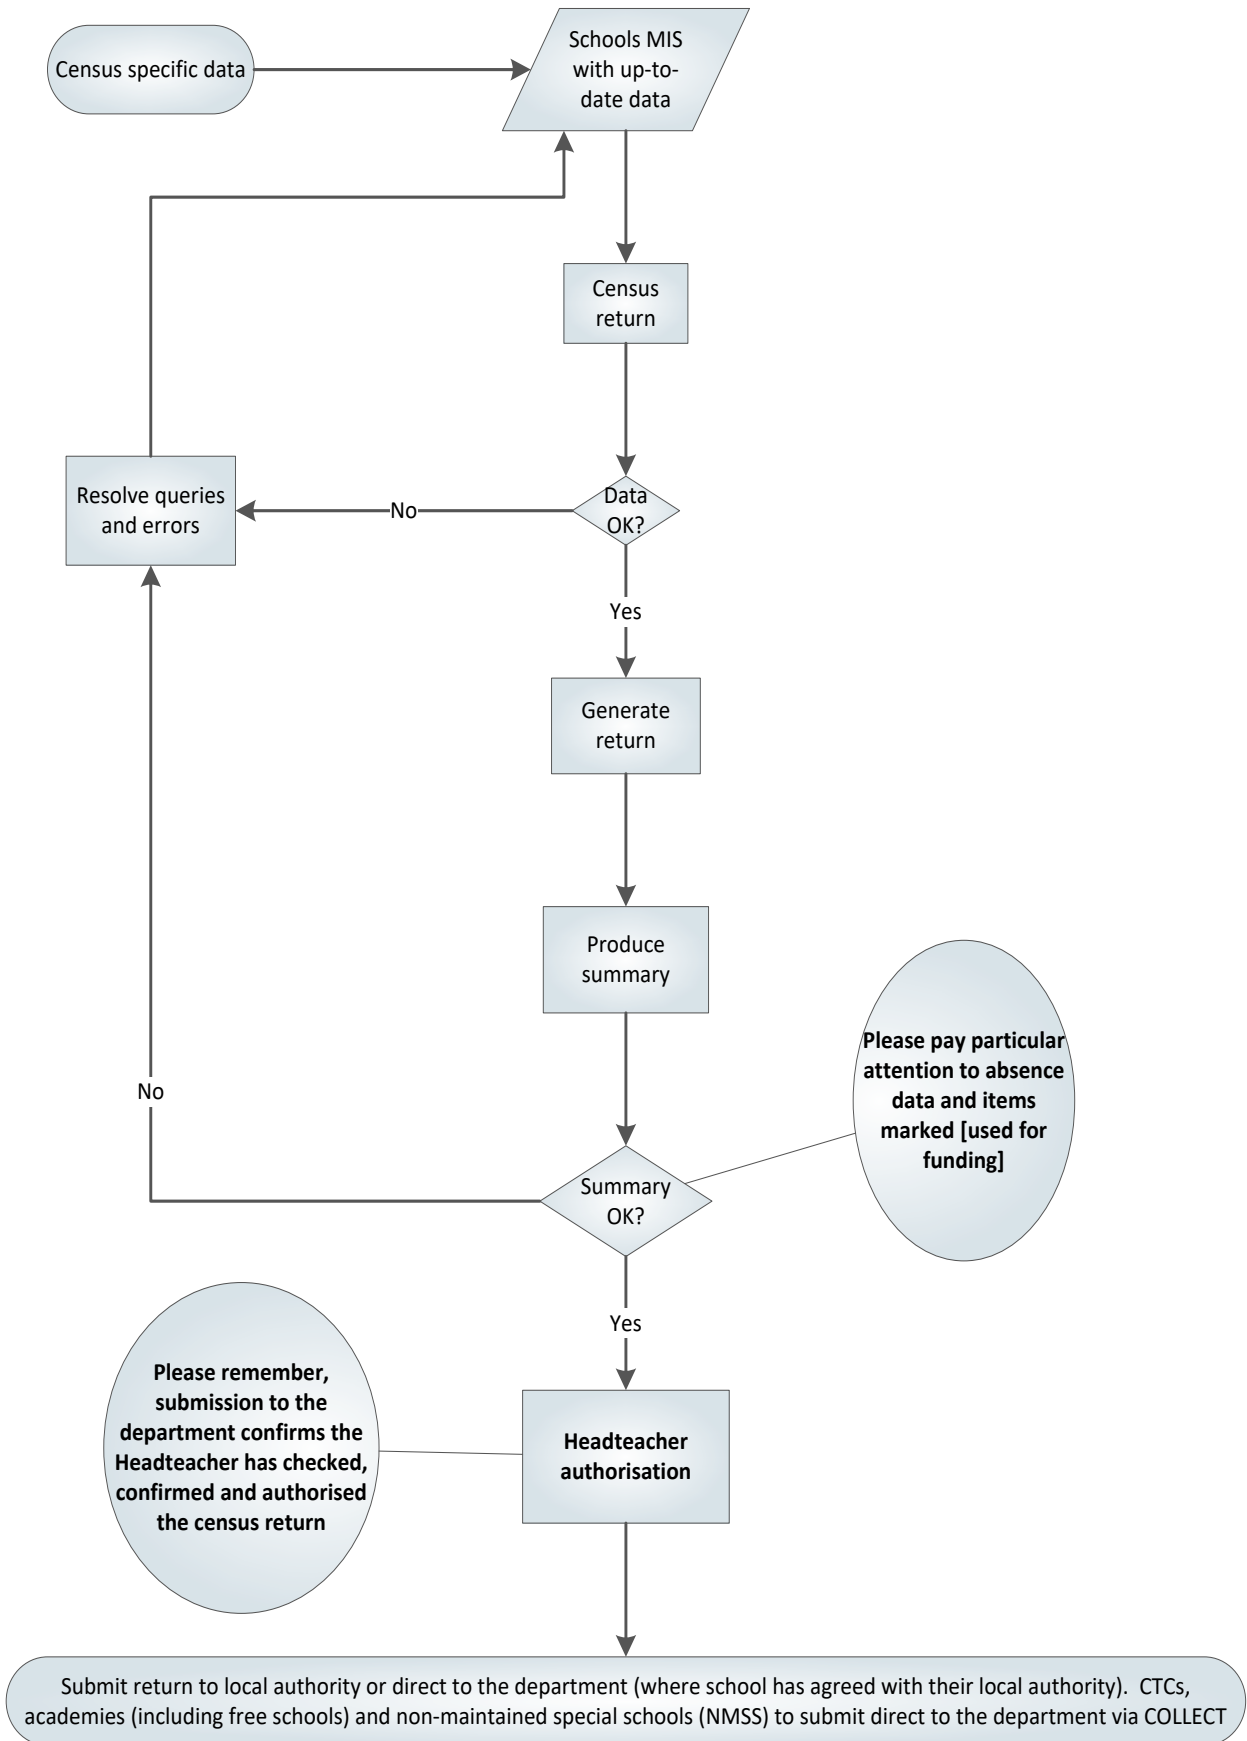 Census specific data
Schools MIS
with up-to-
date data
Census
return
Resolve queries
and errors
No
Data
OK?
Yes
Generate
return
Produce
summary
Please pay particular
attention to absence
data and items
marked [used for
funding]
No
Summary
OK?
Yes
Please remember,
submission to the
department confirms the
Headteacher has checked,
confirmed and authorised
the census return
Headteacher
authorisation
Submit return to local authority or direct to the department (where school has agreed with their local authority).  CTCs,
academies (including free schools) and non-maintained special schools (NMSS) to submit direct to the department via COLLECT